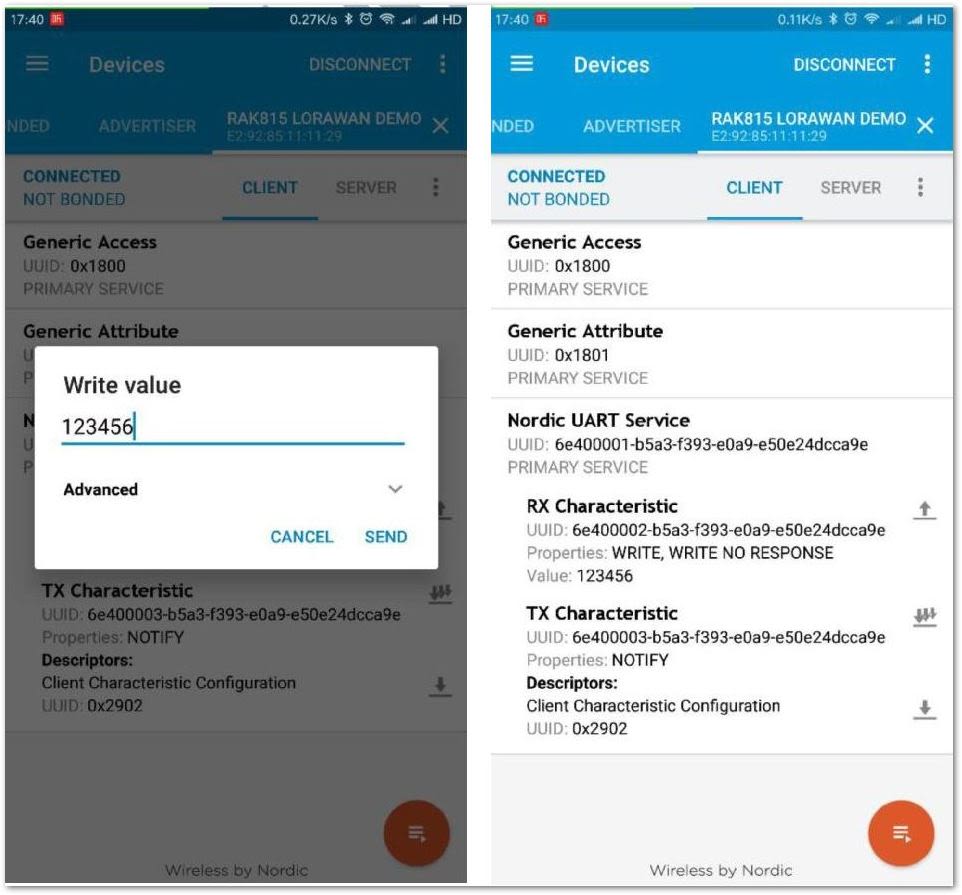 17:40
0.27K/s
HD
Devices
DISCONNECT
NDED
ADVERTISER
RAK815 LORAWAN DEMO
E2:92:85:11:11:29
CONNECTED
NOT BONDED
CLIENT
SERVER
Generic Access
UUID: 0x1800
PRIMARY SERVICE
Generic Attribute
U
P
Write value
123456
Advanced
CANCEL
SEND
N
U
P
TX Characteristic
UUID: 6e400003-b5a3-f393-e0a9-e50e24dcca9e
Properties: NOTIFY
Descriptors:
Client Characteristic Configuration
UUID: 0x2902
Wireless by Nordic
17:40
0.11K/s
HD
Devices
DISCONNECT
NDED
ADVERTISER
RAK815 LORAWAN DEMO
E2:92:85:11:11:29
CONNECTED
NOT BONDED
CLIENT
SERVER
Generic Access
UUID: 0x1800
PRIMARY SERVICE
Generic Attribute
UUID: 0x1801
PRIMARY SERVICE
Nordic UART Service
UUID: 6e400001-b5a3-f393-e0a9-e50e24dcca9e
PRIMARY SERVICE
RX Characteristic
UUID: 6e400002-b5a3-f393-e0a9-e50e24dcca9e
Properties: WRITE, WRITE NO RESPONSE
Value: 123456
TX Characteristic
UUID: 6e400003-b5a3-f393-e0a9-e50e24dcca9e
Properties: NOTIFY
Descriptors:
Client Characteristic Configuration
UUID: 0x2902
Wireless by Nordic